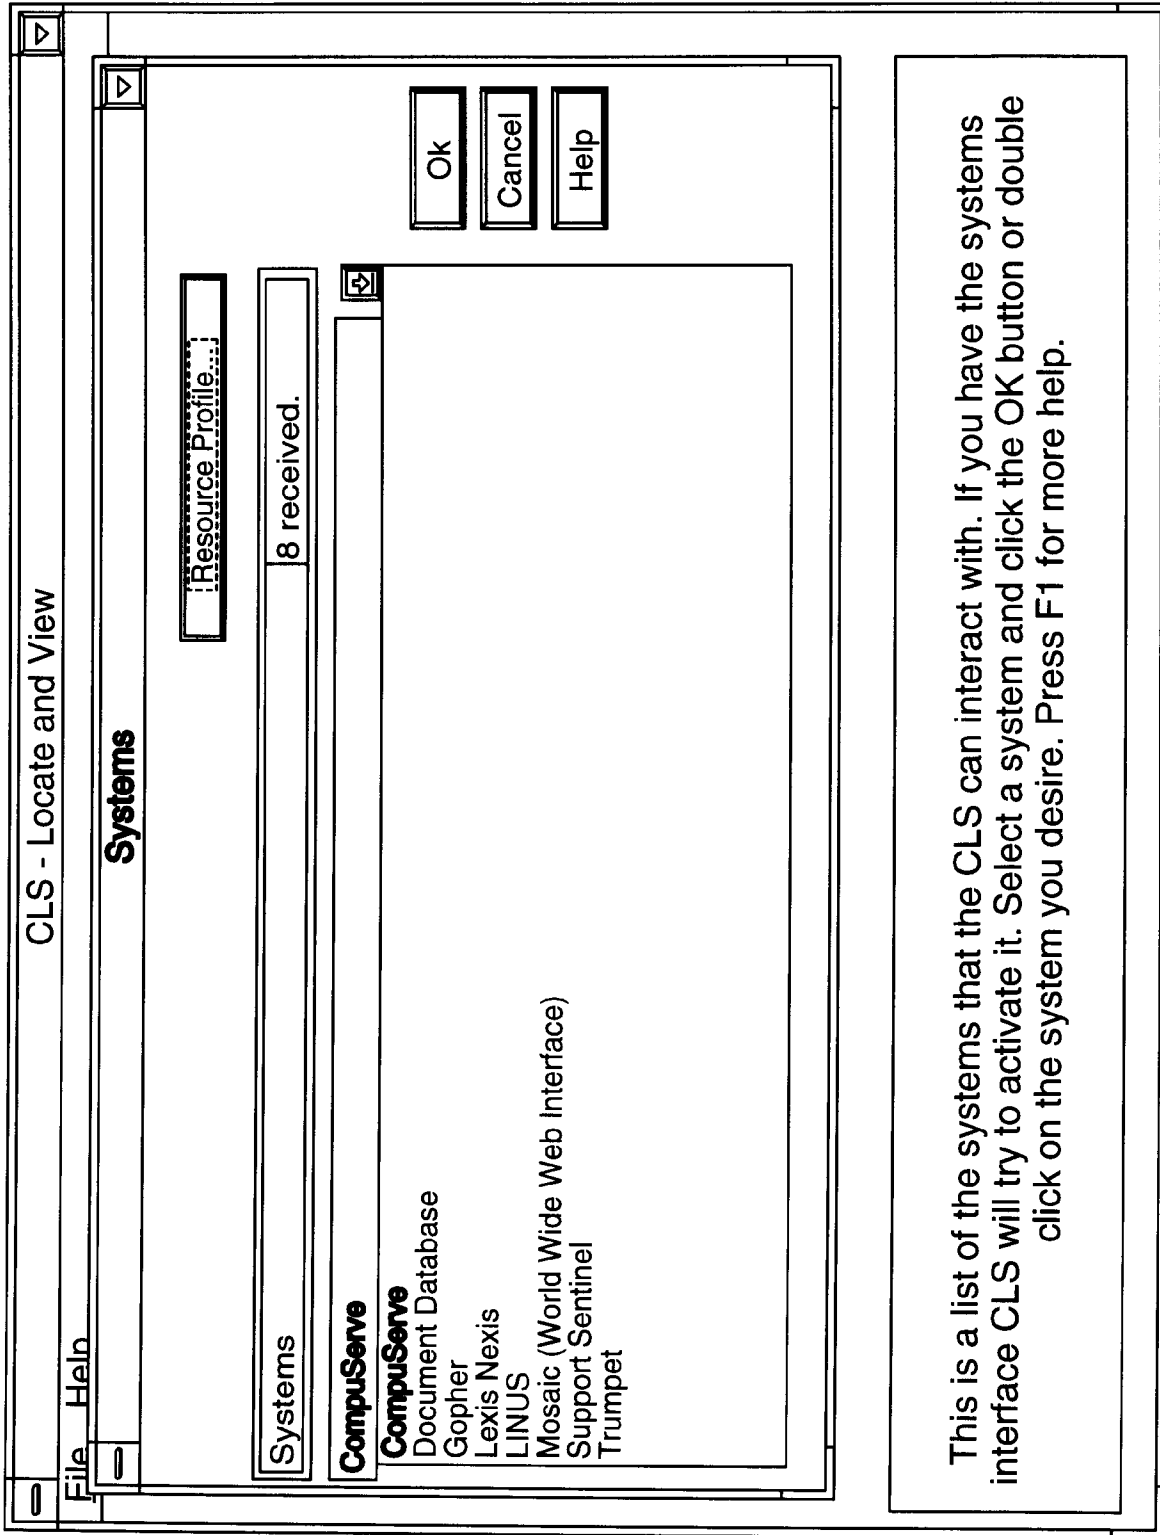 CLS - Locate and View
File Help
Systems
Resource Profile...
Systems 8 received.
CompuServe
CompuServe
Document Database
Gopher
Lexis Nexis
LINUS
Mosaic (World Wide Web Interface)
Support Sentinel
Trumpet
Ok
Cancel
Help
This is a list of the systems that the CLS can interact with. If you have the systems
interface CLS will try to activate it. Select a system and click the OK button or double
click on the system you desire. Press F1 for more help.